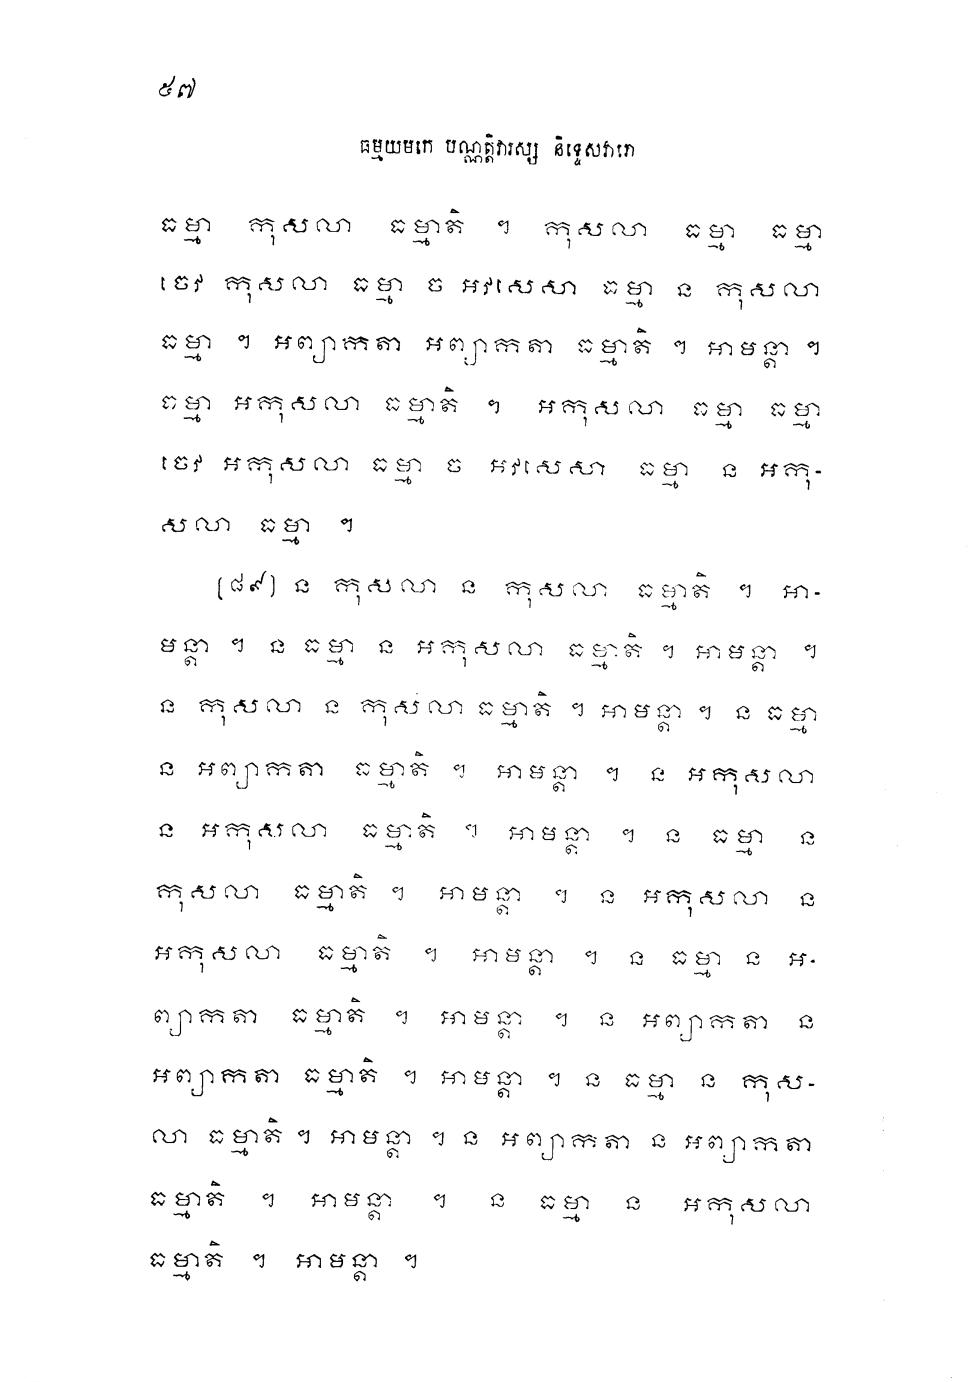 ៥៧
ធម្មយមកេ បណ្ណត្តិវារស្ស និទ្ទេសវារោ
ធម្មា កុសលា ធម្មាតិ ។ កុសលា ធម្មា ធម្មា
ចេវ កុសលា ធម្មា ច អវសេសា ធម្មា ន កុសលា
ធម្មា ។ អព្យាកតា អព្យាកតា ធម្មាតិ ។ អាមន្តា ។
ធម្មា អកុសលា ធម្មាតិ ។ អកុសលា ធម្មា ធម្មា
ចេវ អកុសលា ធម្មា ច អវសេសា ធម្មា ន អកុ-
សលា ធម្មា ។
[៨៩] ន កុសលា ន កុសលា ធម្មាតិ ។ អា-
មន្តា ។ ន ធម្មា ន អកុសលា ធម្មាតិ ។ អាមន្តា ។
ន កុសលា ន កុសលា ធម្មាតិ ។ អាមន្តា ។ ន ធម្មា
ន អព្យាកតា ធម្មាតិ ។ អាមន្តា ។ ន អកុសលា
ន អកុសលា ធម្មាតិ ។ អាមន្តា ។ ន ធម្មា ន
កុសលា ធម្មាតិ ។ អាមន្តា ។ ន អកុសលា ន
អកុសលា ធម្មាតិ ។ អាមន្តា ។ ន ធម្មា ន អ-
ព្យាកតា ធម្មាតិ ។ អាមន្តា ។ ន អព្យាកតា ន
អព្យាកតា ធម្មាតិ ។ អាមន្តា ។ ន ធម្មា ន កុស-
លា ធម្មាតិ ។ អាមន្តា ។ ន អព្យាកតា ន អព្យាកតា
ធម្មាតិ ។ អាមន្តា ។ ន ធម្មា ន អកុសលា
ធម្មាតិ ។ អាមន្តា ។